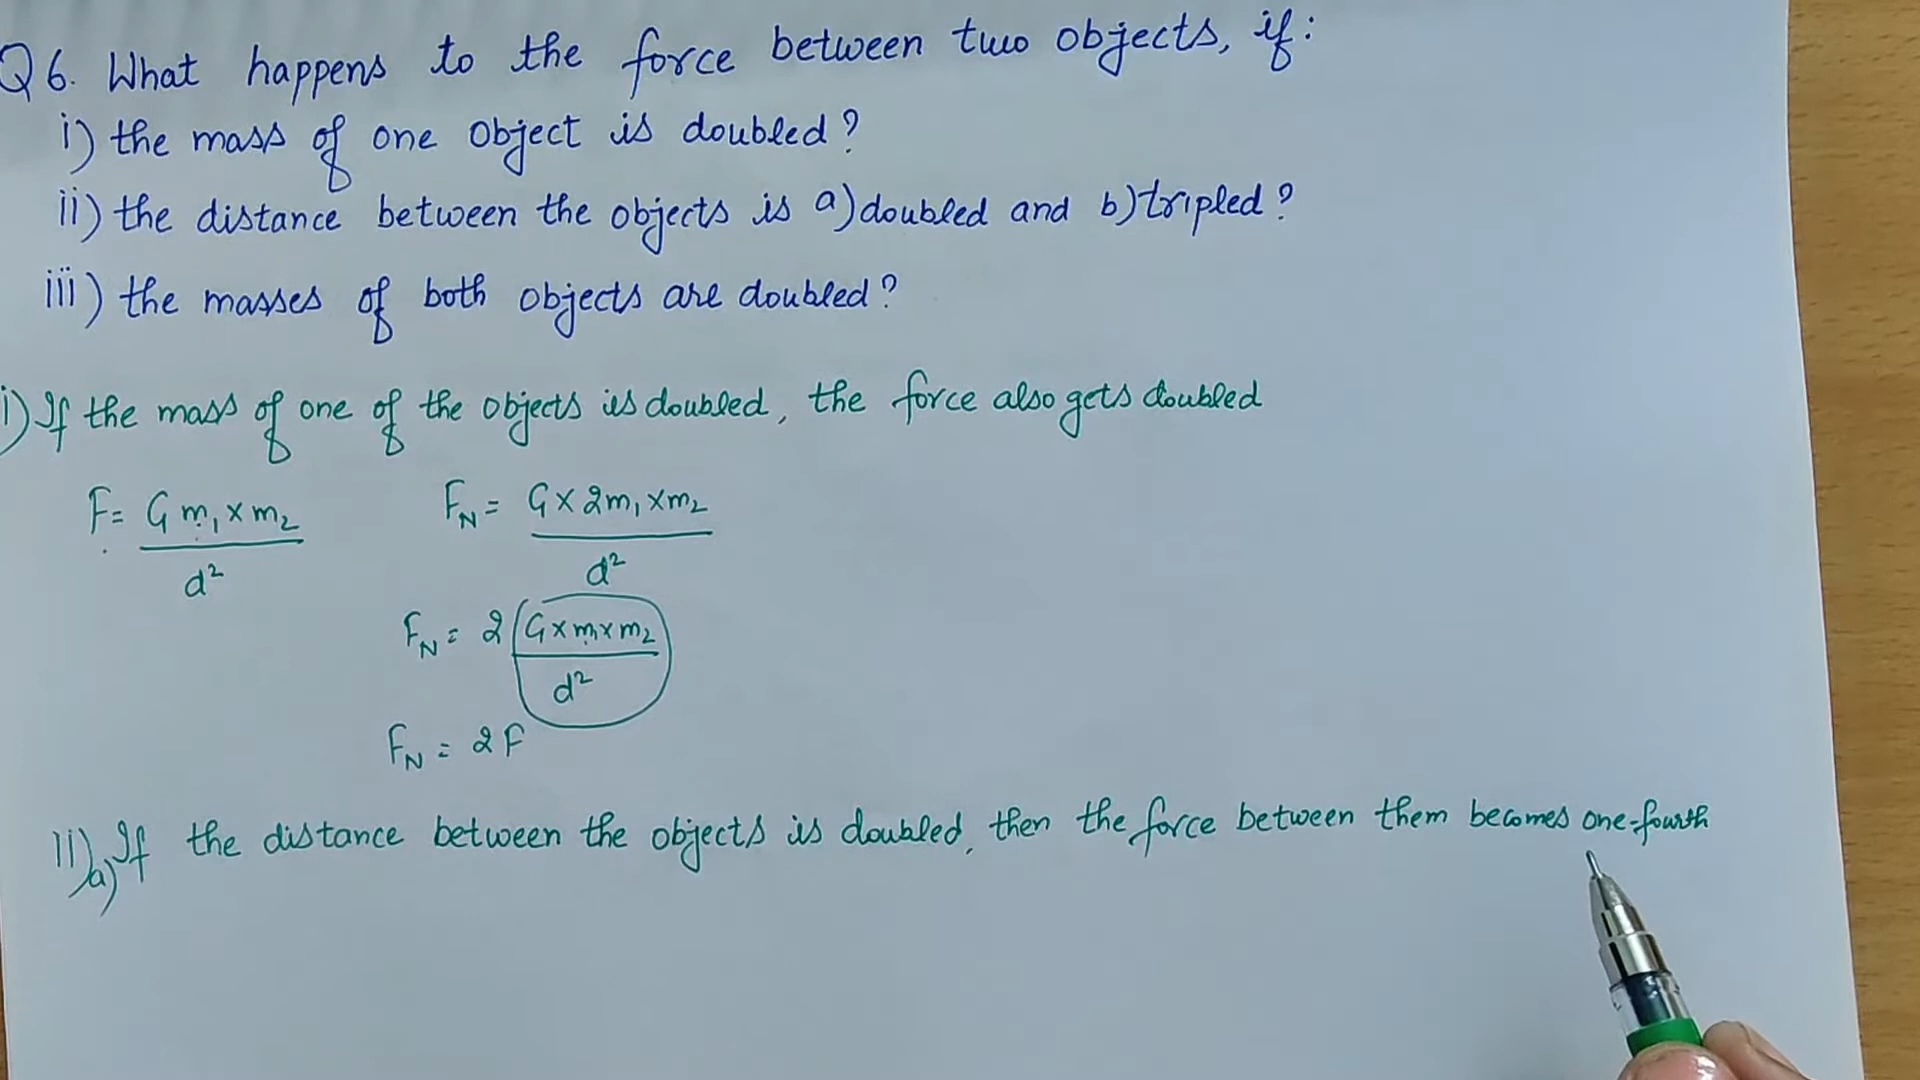 Q6. What happens to the force between two objects, if:
i) the mass of one object is doubled?
ii) the distance between the objects is a) doubled and b) tripled?
iii) the masses of both objects are doubled?
i) If the mass of one of the objects is doubled, the force also gets doubled
F = G m₁ × m₂ / d²
F_N = G × 2m₁ × m₂ / d²
F_N = 2 (G × m₁ × m₂ / d²)
F_N = 2F
ii) a) If the distance between the objects is doubled, then the force between them becomes one-fourth